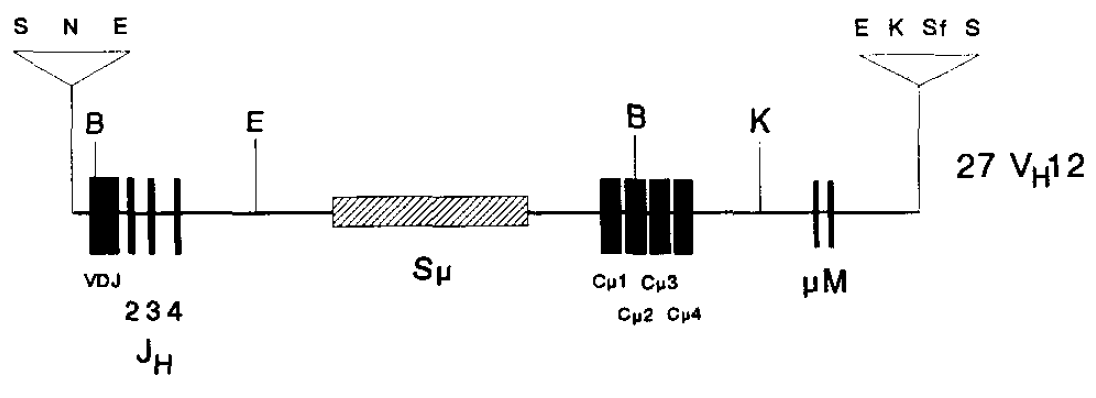 S N E
E K Sf S
B E B K
27 VH12
VDJ
Sμ
Cμ1 Cμ3
μM
2 3 4
Cμ2 Cμ4
JH